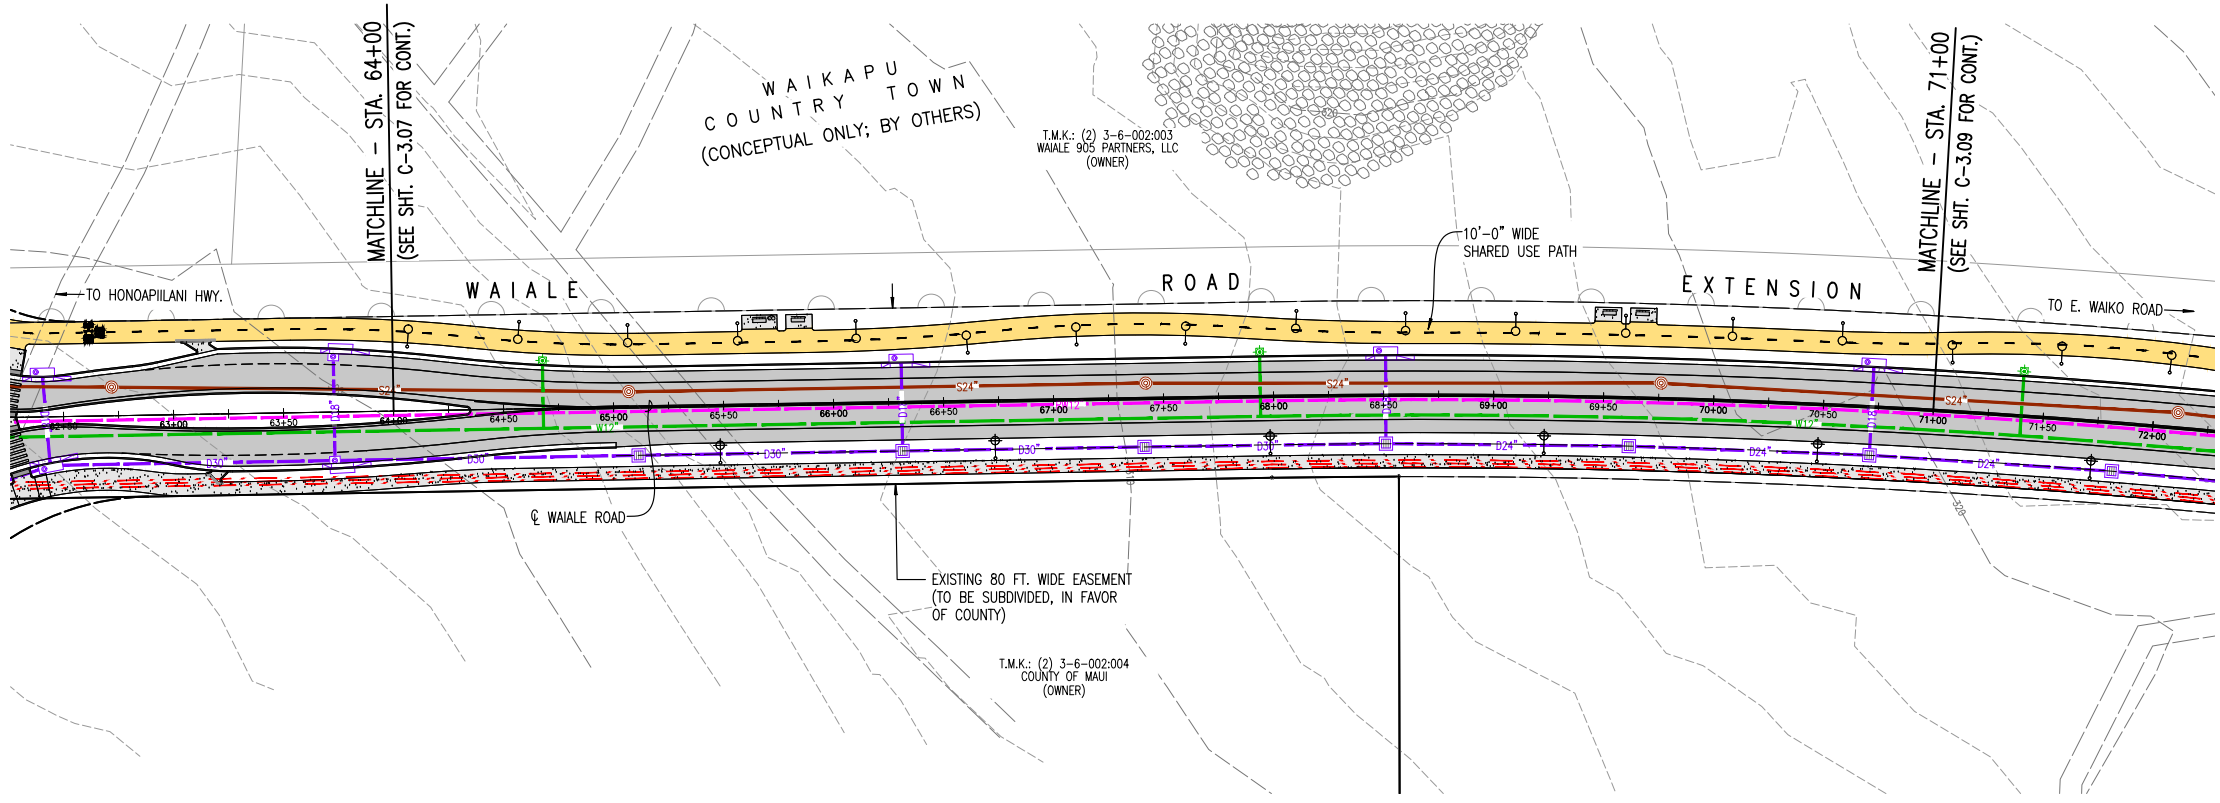 MATCHLINE - STA. 64+00
(SEE SHT. C-3.07 FOR CONT.)
WAIKAPU
COUNTRY TOWN
(CONCEPTUAL ONLY; BY OTHERS)
T.M.K.: (2) 3-6-002:003
WAIALE 905 PARTNERS, LLC
(OWNER)
MATCHLINE - STA. 71+00
(SEE SHT. C-3.09 FOR CONT.)
10'-0" WIDE
SHARED USE PATH
TO HONOAPIILANI HWY.
WAIALE ROAD EXTENSION
TO E. WAIKO ROAD
S24"
S24"
S24"
S24"
63+00
63+50
64+00
64+50
65+00
65+50
66+00
66+50
67+00
67+50
68+00
68+50
69+00
69+50
70+00
70+50
71+00
71+50
72+00
W12"
W12"
D18"
D30"
D30"
D30"
D30"
D30"
D24"
D24"
D24"
℄ WAIALE ROAD
320
EXISTING 80 FT. WIDE EASEMENT
(TO BE SUBDIVIDED, IN FAVOR
OF COUNTY)
T.M.K.: (2) 3-6-002:004
COUNTY OF MAUI
(OWNER)